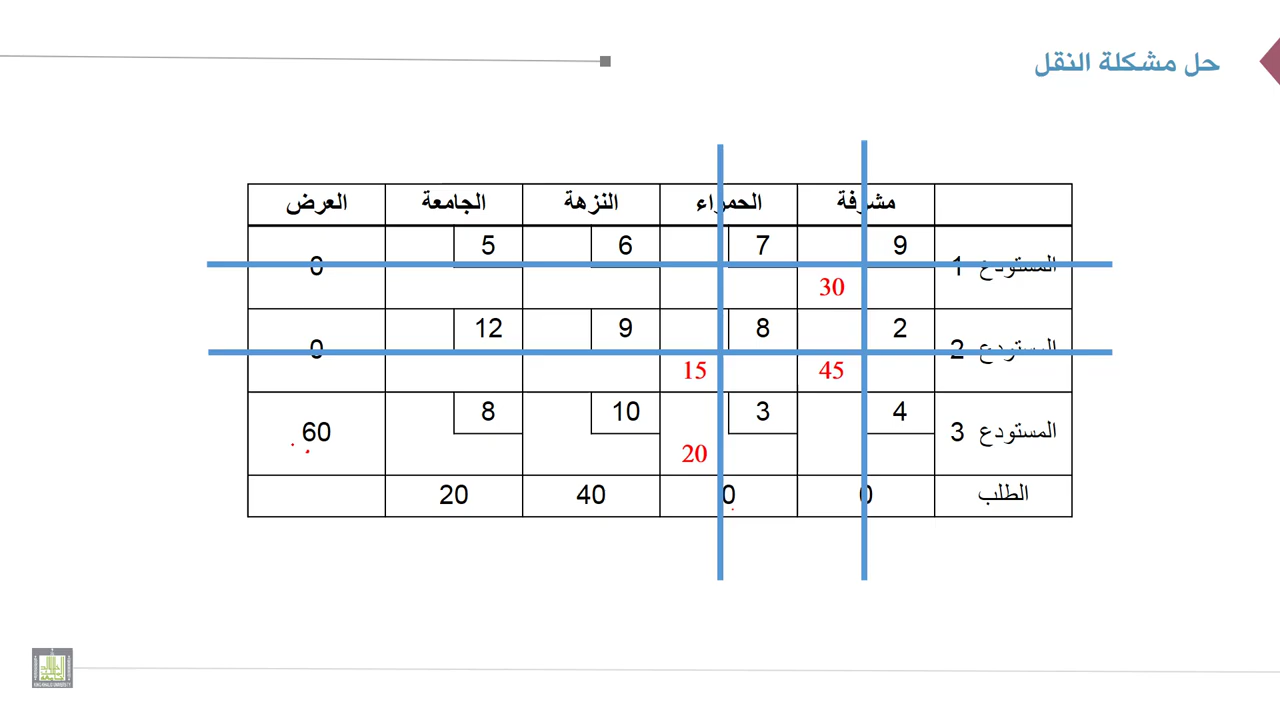 حل مشكلة النقل
مشرفة الحمراء النزهة الجامعة العرض
المستودع 1 9 7 6 5 0
30
المستودع 2 2 8 9 12 0
45 15
المستودع 3 4 3 10 8 60
20
الطلب 0 0 40 20